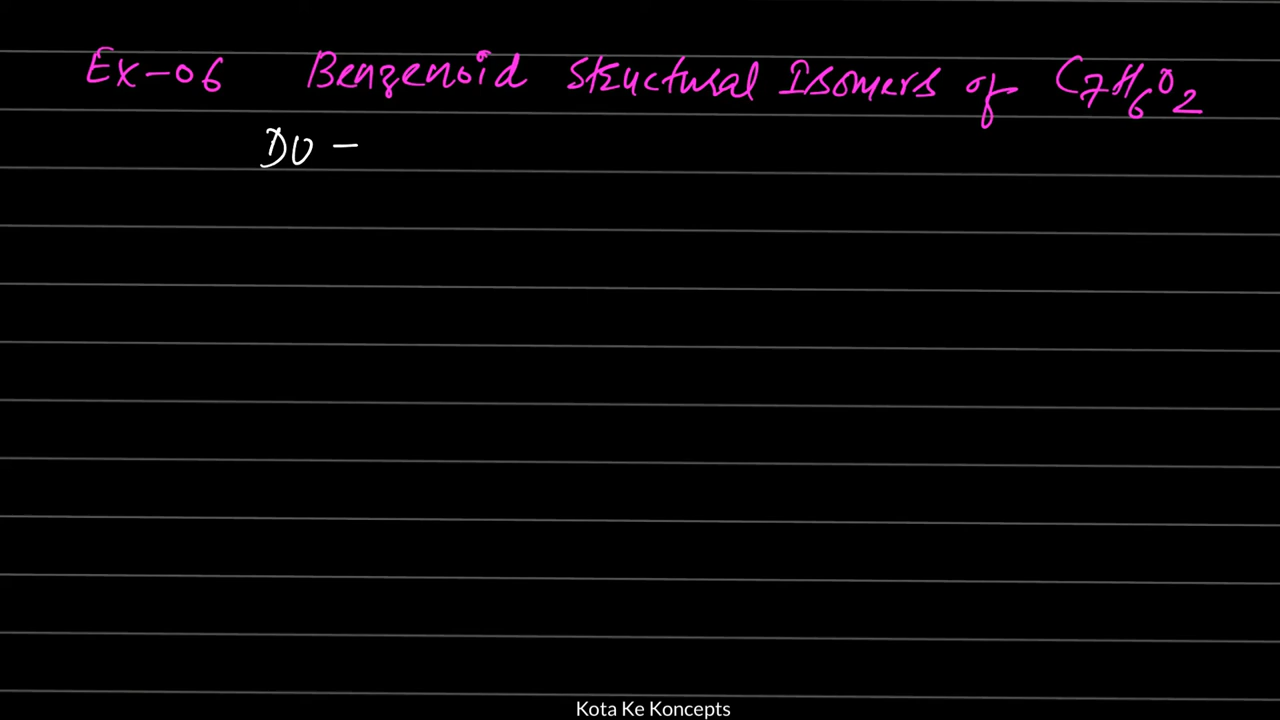 Ex-06 Benzenoid Structural Isomers of C7H6O2
DU -
Kota Ke Koncepts